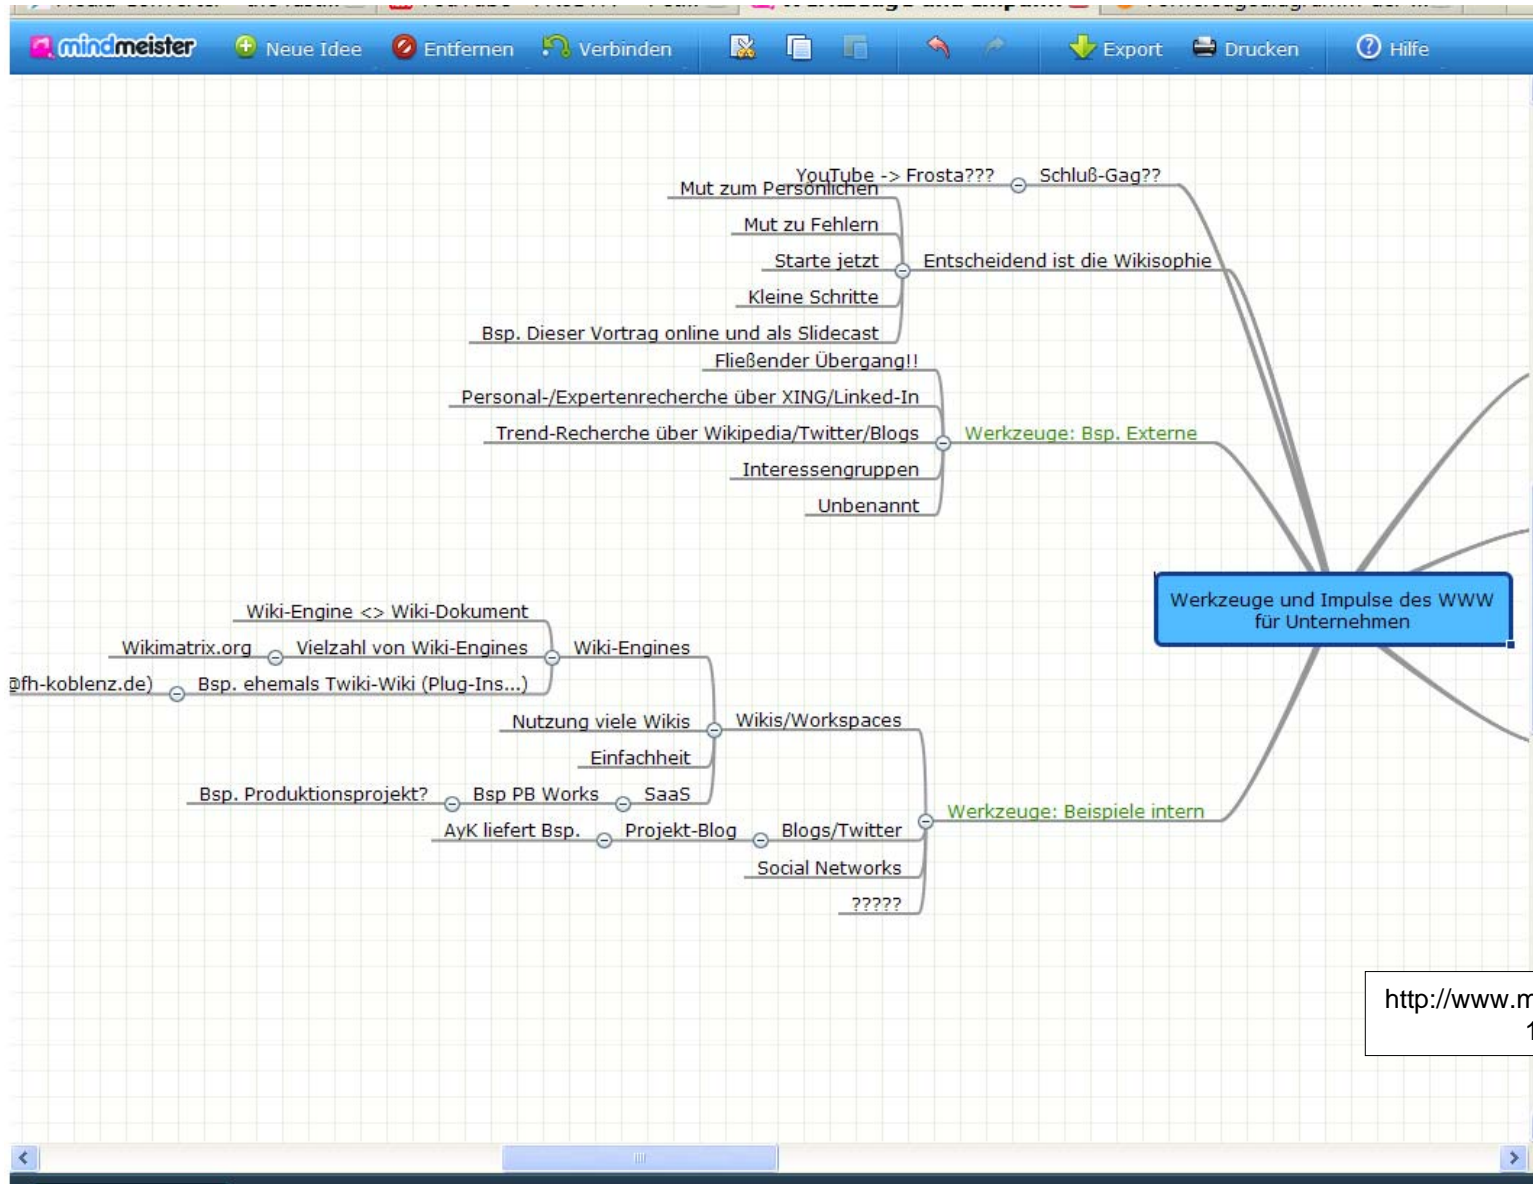 mindmeister Neue Idee Entfernen Verbinden Export Drucken Hilfe
YouTube -> Frosta??? Schluß-Gag??
Mut zum Persönlichen
Mut zu Fehlern
Starte jetzt
Entscheidend ist die Wikisophie
Kleine Schritte
Bsp. Dieser Vortrag online und als Slidecast
Fließender Übergang!!
Personal-/Expertenrecherche über XING/Linked-In
Trend-Recherche über Wikipedia/Twitter/Blogs
Werkzeuge: Bsp. Externe
Interessengruppen
Unbenannt
Werkzeuge und Impulse des WWW
für Unternehmen
Wiki-Engine <> Wiki-Dokument
Wikimatrix.org Vielzahl von Wiki-Engines Wiki-Engines
@fh-koblenz.de) Bsp. ehemals Twiki-Wiki (Plug-Ins...)
Nutzung viele Wikis Wikis/Workspaces
Einfachheit
Bsp. Produktionsprojekt? Bsp PB Works SaaS
Werkzeuge: Beispiele intern
AyK liefert Bsp. Projekt-Blog Blogs/Twitter
Social Networks
?????
http://www.m
1